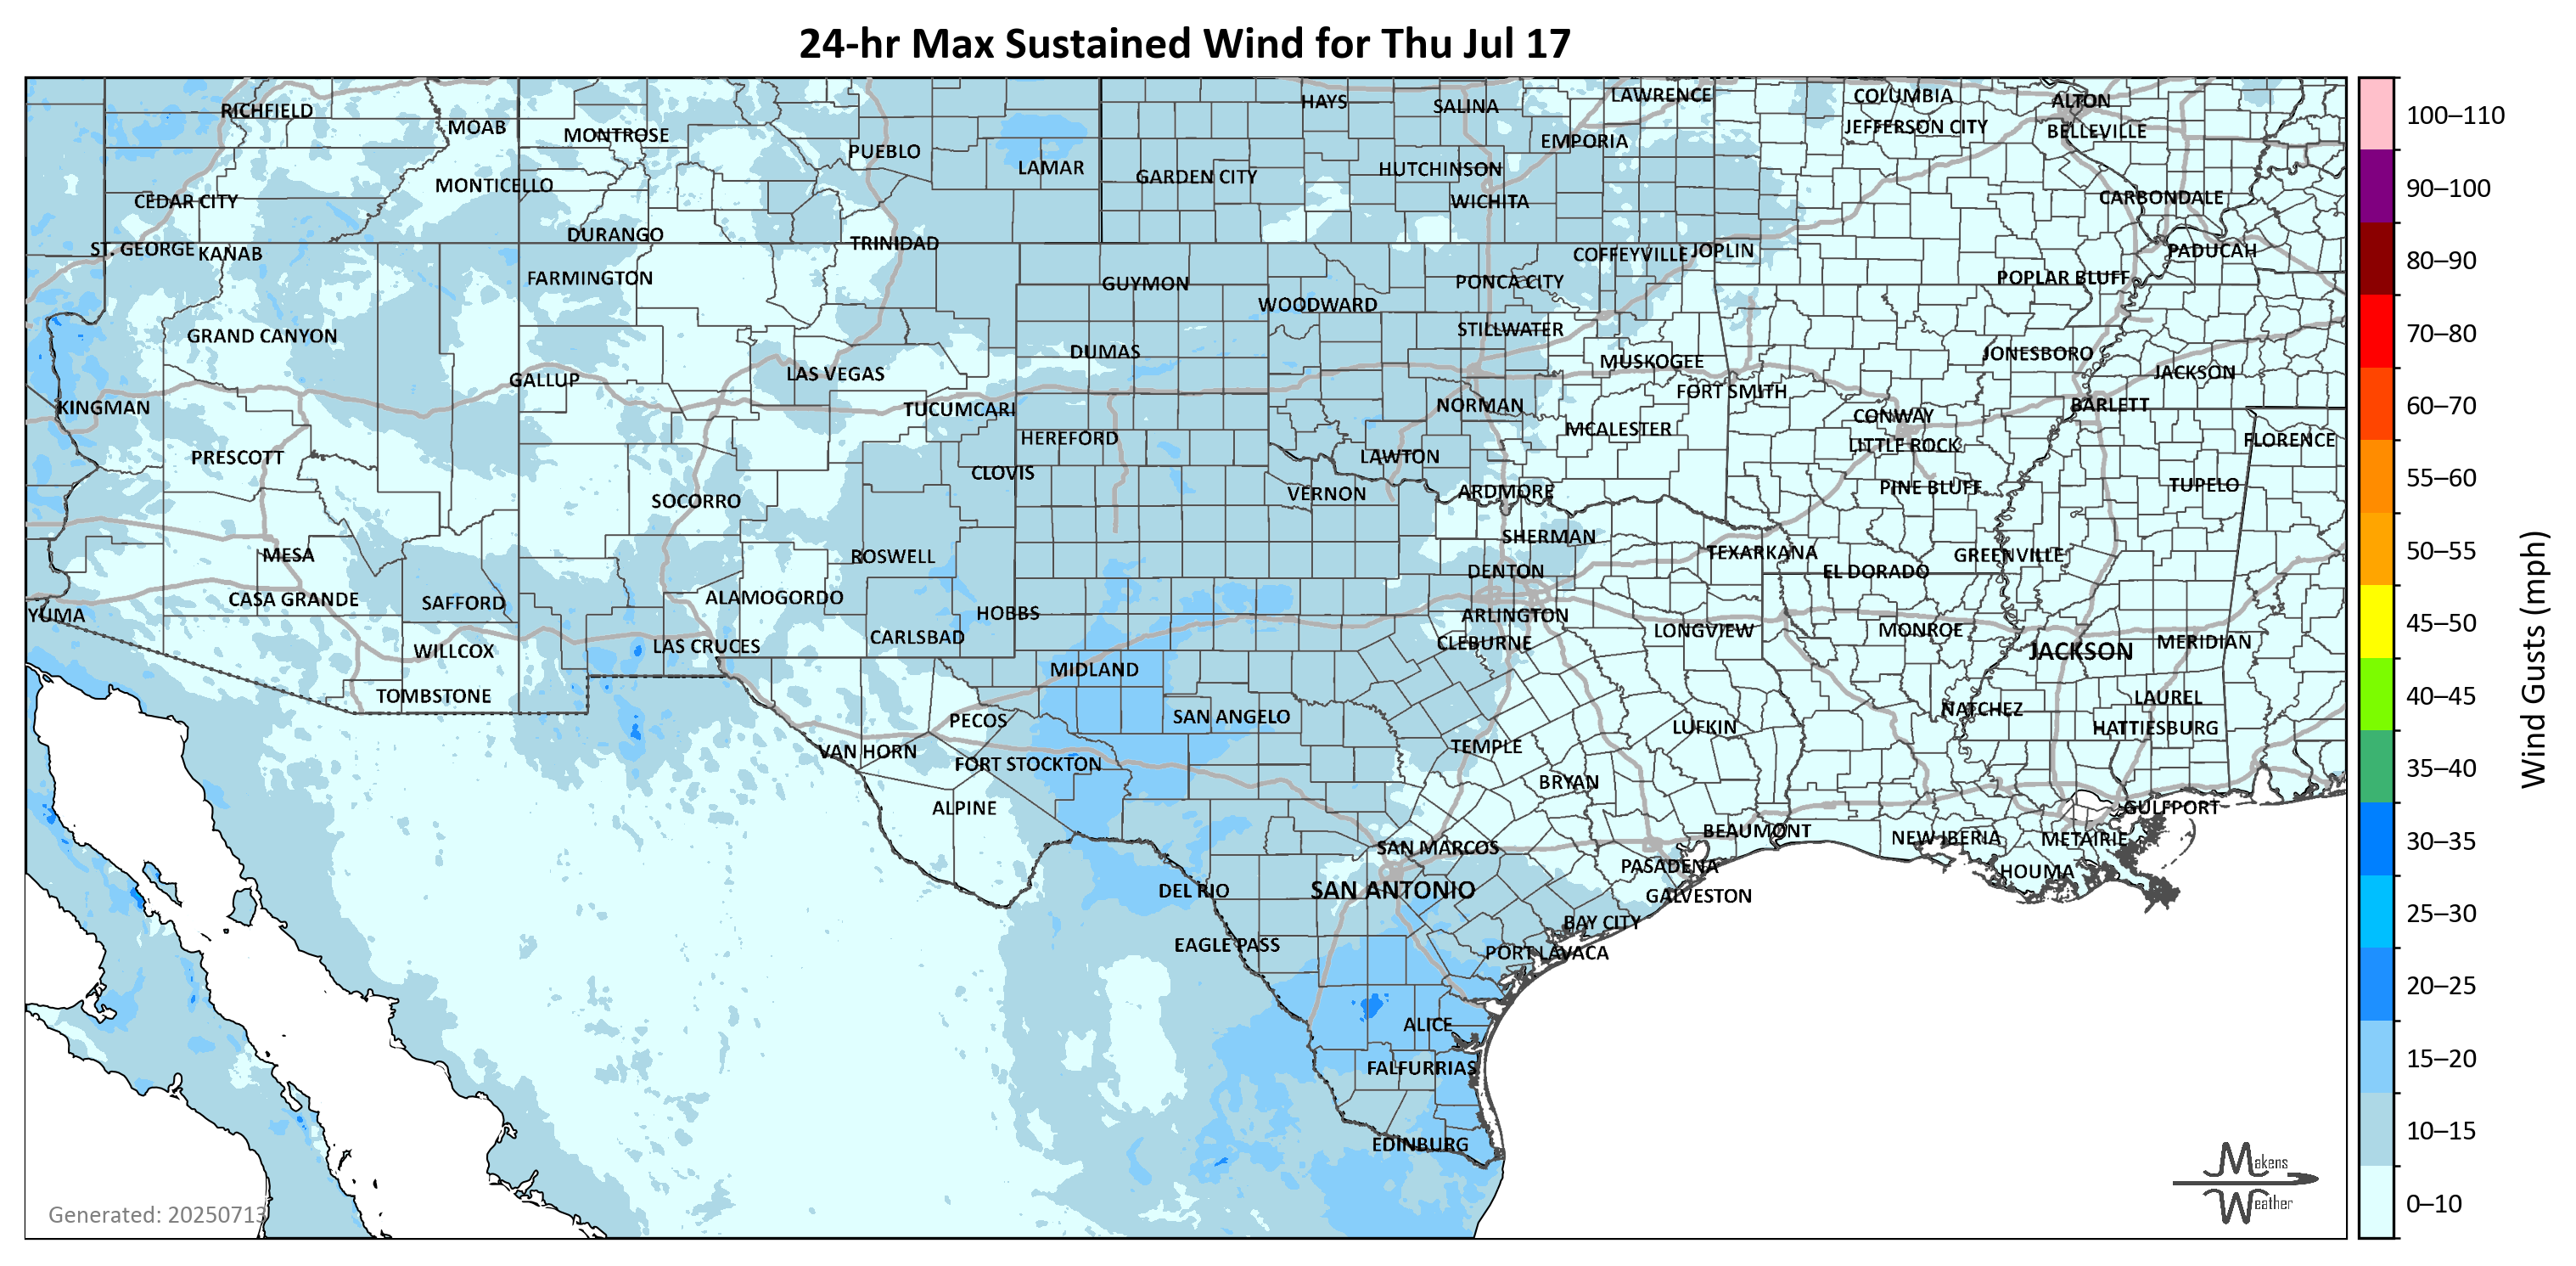 24-hr Max Sustained Wind for Thu Jul 17
RICHFIELD
MOAB
MONTROSE
PUEBLO
LAMAR
HAYS
SALINA
LAWRENCE
COLUMBIA
ALTON
EMPORIA
JEFFERSON CITY
BELLEVILLE
GARDEN CITY
HUTCHINSON
WICHITA
CEDAR CITY
MONTICELLO
CARBONDALE
ST. GEORGE
KANAB
DURANGO
TRINIDAD
COFFEYVILLE
JOPLIN
PADUCAH
FARMINGTON
GUYMON
PONCA CITY
POPLAR BLUFF
WOODWARD
GRAND CANYON
STILLWATER
DUMAS
MUSKOGEE
JONESBORO
JACKSON
GALLUP
LAS VEGAS
FORT SMITH
KINGMAN
TUCUMCARI
NORMAN
CONWAY
BARLETT
HEREFORD
MCALESTER
LITTLE ROCK
FLORENCE
PRESCOTT
CLOVIS
LAWTON
SOCORRO
VERNON
ARDMORE
PINE BLUFF
TUPELO
MESA
ROSWELL
SHERMAN
TEXARKANA
GREENVILLE
DENTON
EL DORADO
YUMA
CASA GRANDE
SAFFORD
ALAMOGORDO
HOBBS
ARLINGTON
LAS CRUCES
CARLSBAD
CLEBURNE
LONGVIEW
MONROE
JACKSON
MERIDIAN
WILLCOX
MIDLAND
TOMBSTONE
LAUREL
PECOS
SAN ANGELO
NATCHEZ
HATTIESBURG
LUFKIN
VAN HORN
FORT STOCKTON
TEMPLE
BRYAN
ALPINE
GULFPORT
BEAUMONT
NEW IBERIA
METAIRIE
SAN MARCOS
PASADENA
HOUMA
DEL RIO
SAN ANTONIO
GALVESTON
BAY CITY
EAGLE PASS
PORT LAVACA
ALICE
FALFURRIAS
EDINBURG
Generated: 20250713
Makens
Weather
100–110
90–100
80–90
70–80
60–70
55–60
50–55
45–50
40–45
35–40
30–35
25–30
20–25
15–20
10–15
0–10
Wind Gusts (mph)